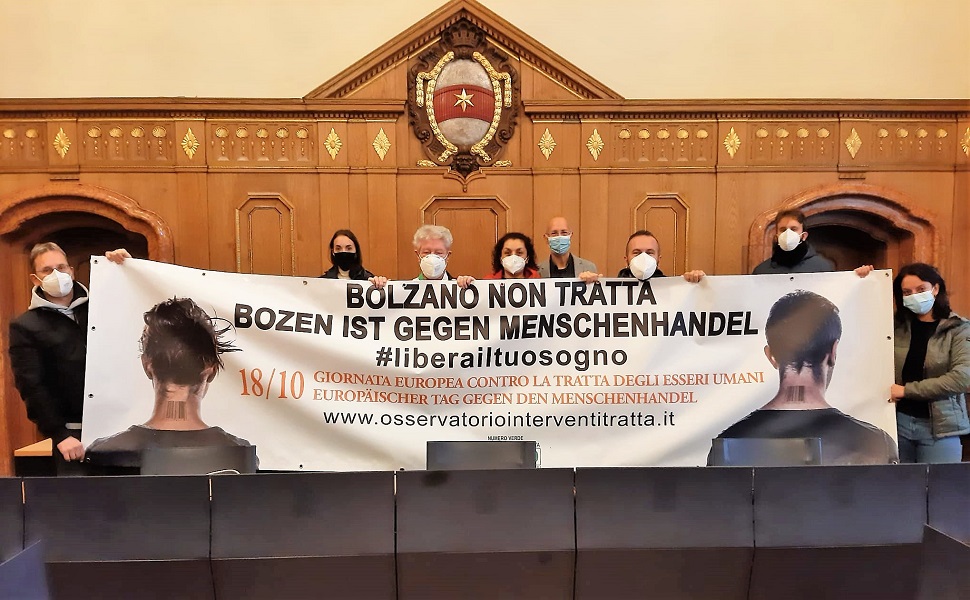 BOLZANO NON TRATTA
BOZEN IST GEGEN MENSCHENHANDEL
#liberailtuosogno
18/10 GIORNATA EUROPEA CONTRO LA TRATTA DEGLI ESSERI UMANI
EUROPÄISCHER TAG GEGEN DEN MENSCHENHANDEL
www.osservatoriointerventitratta.it
NUMERO VERDE